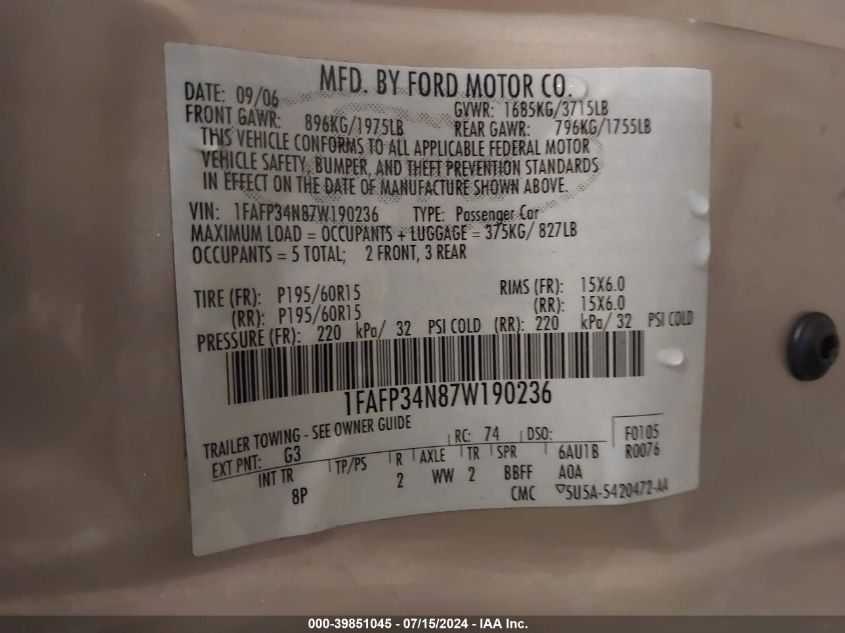 MFD. BY FORD MOTOR CO.
DATE: 09/06 GVWR: 1685KG/3715LB
FRONT GAWR: 896KG/1975LB REAR GAWR: 796KG/1755LB
THIS VEHICLE CONFORMS TO ALL APPLICABLE FEDERAL MOTOR
VEHICLE SAFETY, BUMPER, AND THEFT PREVENTION STANDARDS
IN EFFECT ON THE DATE OF MANUFACTURE SHOWN ABOVE.
VIN: 1FAFP34N87W190236 TYPE: Passenger Car
MAXIMUM LOAD = OCCUPANTS + LUGGAGE = 375KG/ 827LB
OCCUPANTS = 5 TOTAL; 2 FRONT, 3 REAR
TIRE (FR): P195/60R15 RIMS (FR): 15X6.0
(RR): P195/60R15 (RR): 15X6.0
PRESSURE (FR): 220 kPa/ 32 PSI COLD (RR): 220 kPa/ 32 PSI COLD
1FAFP34N87W190236
TRAILER TOWING - SEE OWNER GUIDE RC: 74 DSO: F0105
EXT PNT: G3 R0076
INT TR TP/PS R AXLE TR SPR 6AU1B
8P 2 WW 2 BBFF AOA
CMC ▽5U5A-5420472-AA
000-39851045 - 07/15/2024 - IAA Inc.